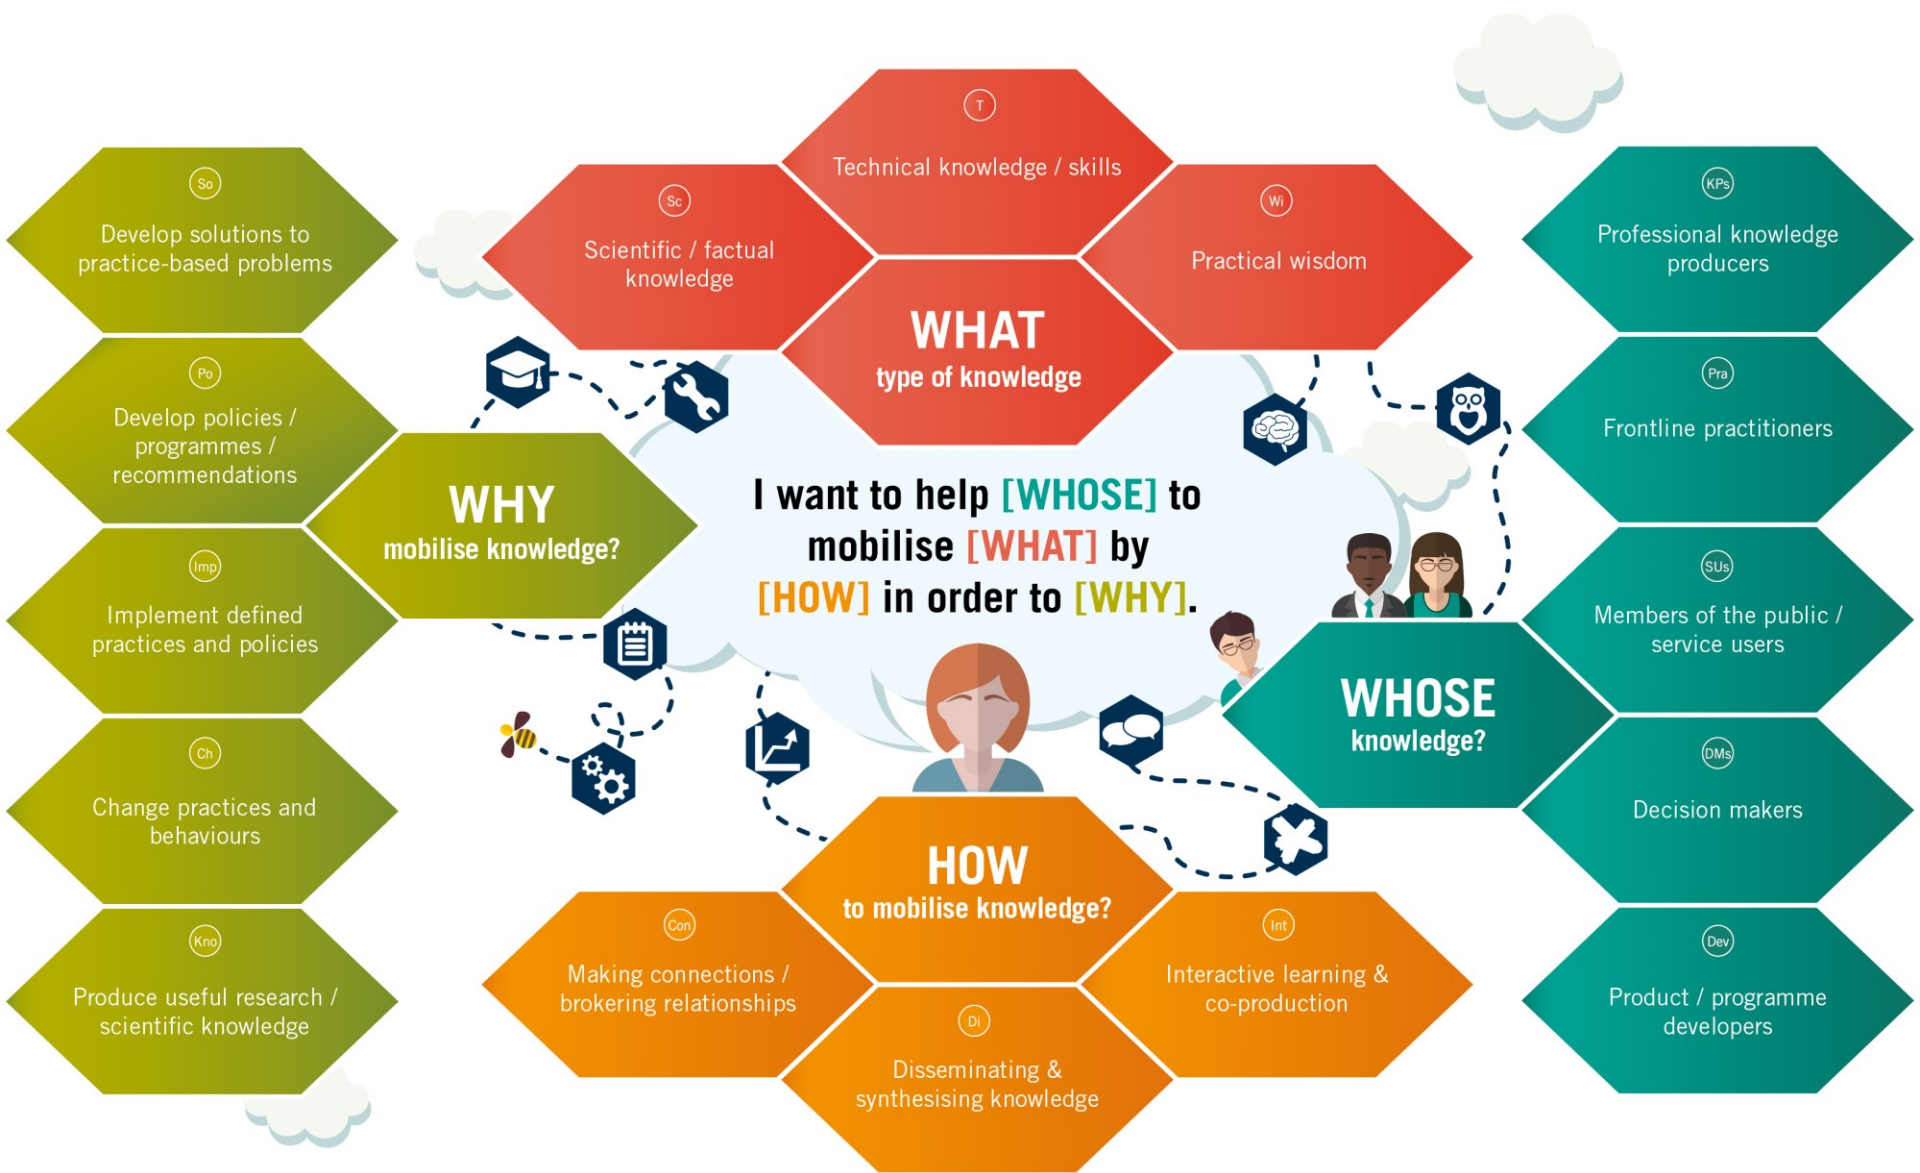 So
Develop solutions to
practice-based problems
Po
Develop policies /
programmes /
recommendations
Imp
Implement defined
practices and policies
Ch
Change practices and
behaviours
Kno
Produce useful research /
scientific knowledge
WHY
mobilise knowledge?
Sc
Scientific / factual
knowledge
T
Technical knowledge / skills
Wi
Practical wisdom
WHAT
type of knowledge
I want to help [WHOSE] to
mobilise [WHAT] by
[HOW] in order to [WHY].
HOW
to mobilise knowledge?
Con
Making connections /
brokering relationships
Di
Disseminating &
synthesising knowledge
Int
Interactive learning &
co-production
WHOSE
knowledge?
KPs
Professional knowledge
producers
Pra
Frontline practitioners
SUs
Members of the public /
service users
DMs
Decision makers
Dev
Product / programme
developers